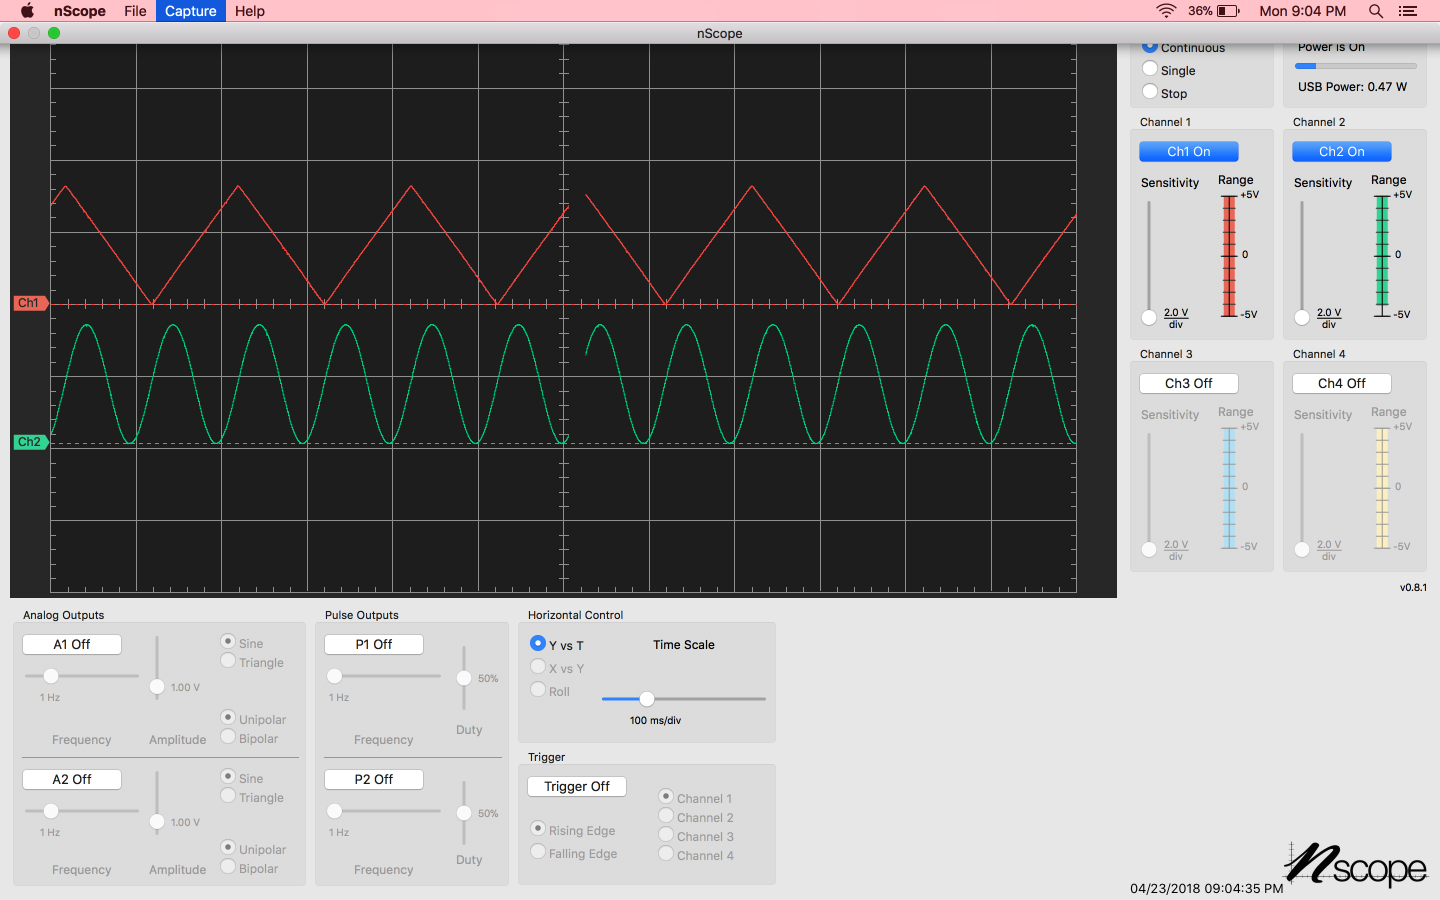 nScope File Capture Help 36% Mon 9:04 PM
nScope
Continuous
Single
Stop
Power is On
USB Power: 0.47 W
Channel 1
Ch1 On
Sensitivity
Range
+5V
0
-5V
2.0 V
div
Channel 2
Ch2 On
Sensitivity
Range
+5V
0
-5V
2.0 V
div
Ch1
Ch2
Channel 3
Ch3 Off
Sensitivity
Range
+5V
0
-5V
2.0 V
div
Channel 4
Ch4 Off
Sensitivity
Range
+5V
0
-5V
2.0 V
div
v0.8.1
Analog Outputs
A1 Off
1 Hz
Frequency
1.00 V
Amplitude
Sine
Triangle
Unipolar
Bipolar
A2 Off
1 Hz
Frequency
1.00 V
Amplitude
Sine
Triangle
Unipolar
Bipolar
Pulse Outputs
P1 Off
1 Hz
Frequency
50%
Duty
P2 Off
1 Hz
Frequency
50%
Duty
Horizontal Control
Y vs T
X vs Y
Roll
Time Scale
100 ms/div
Trigger
Trigger Off
Rising Edge
Falling Edge
Channel 1
Channel 2
Channel 3
Channel 4
nscope
04/23/2018 09:04:35 PM